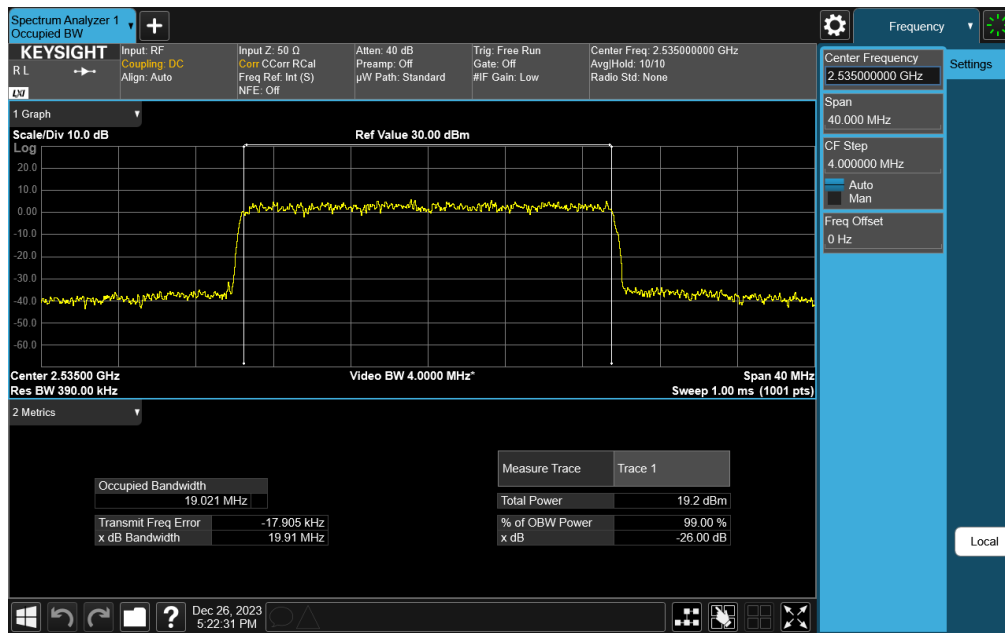 Spectrum Analyzer 1
Occupied BW
Frequency
KEYSIGHT
R L
LXI
Input: RF
Coupling: DC
Align: Auto
Input Z: 50 Ω
Corr CCorr RCal
Freq Ref: Int (S)
NFE: Off
Atten: 40 dB
Preamp: Off
µW Path: Standard
Trig: Free Run
Gate: Off
#IF Gain: Low
Center Freq: 2.535000000 GHz
Avg|Hold: 10/10
Radio Std: None
Center Frequency
2.535000000 GHz
Settings
Span
40.000 MHz
CF Step
4.000000 MHz
Auto
Man
Freq Offset
0 Hz
Local
1 Graph
Scale/Div 10.0 dB
Ref Value 30.00 dBm
Log
20.0
10.0
0.00
-10.0
-20.0
-30.0
-40.0
-50.0
-60.0
Center 2.53500 GHz
Video BW 4.0000 MHz*
Span 40 MHz
Res BW 390.00 kHz
Sweep 1.00 ms (1001 pts)
2 Metrics
Measure Trace Trace 1
Occupied Bandwidth
19.021 MHz
Total Power 19.2 dBm
Transmit Freq Error -17.905 kHz
% of OBW Power 99.00 %
x dB Bandwidth 19.91 MHz
x dB -26.00 dB
?
Dec 26, 2023
5:22:31 PM